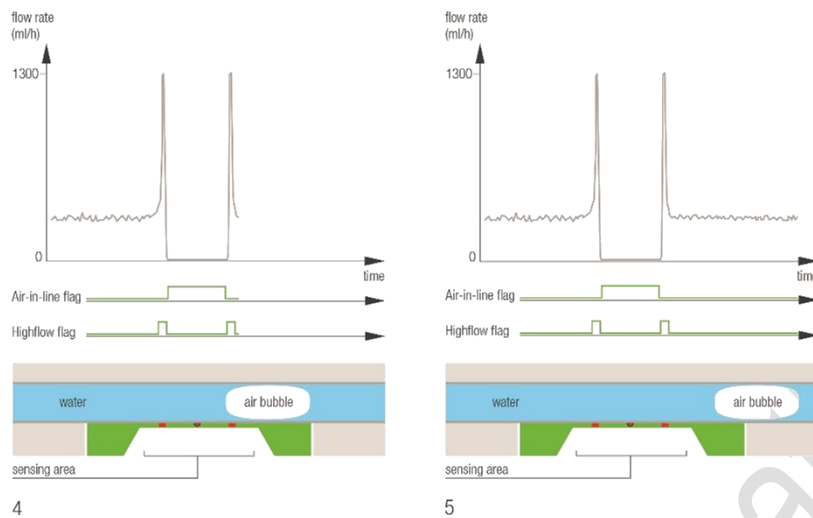 flow rate
(ml/h)
1300
0
time
Air-in-line flag
Highflow flag
water
air bubble
sensing area
4
flow rate
(ml/h)
1300
0
time
Air-in-line flag
Highflow flag
water
air bubble
sensing area
5